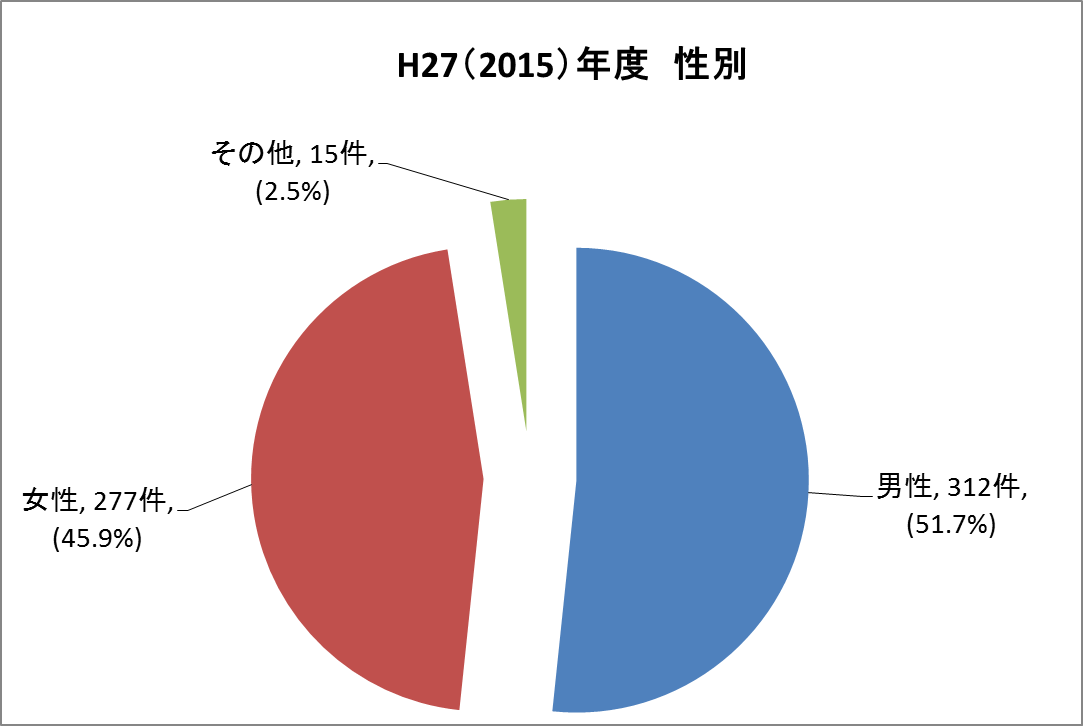 H27（2015）年度　性別
その他, 15件,
(2.5%)
女性, 277件,
(45.9%)
男性, 312件,
(51.7%)